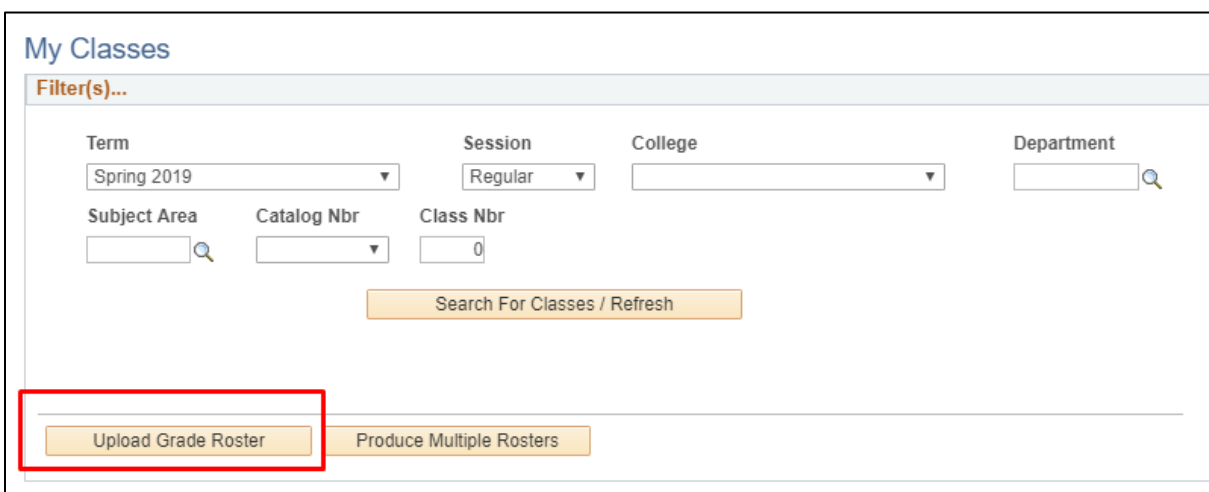 My Classes
Filter(s)...
Term Session College Department
Spring 2019 Regular
Subject Area Catalog Nbr Class Nbr
0
Search For Classes / Refresh
Upload Grade Roster Produce Multiple Rosters